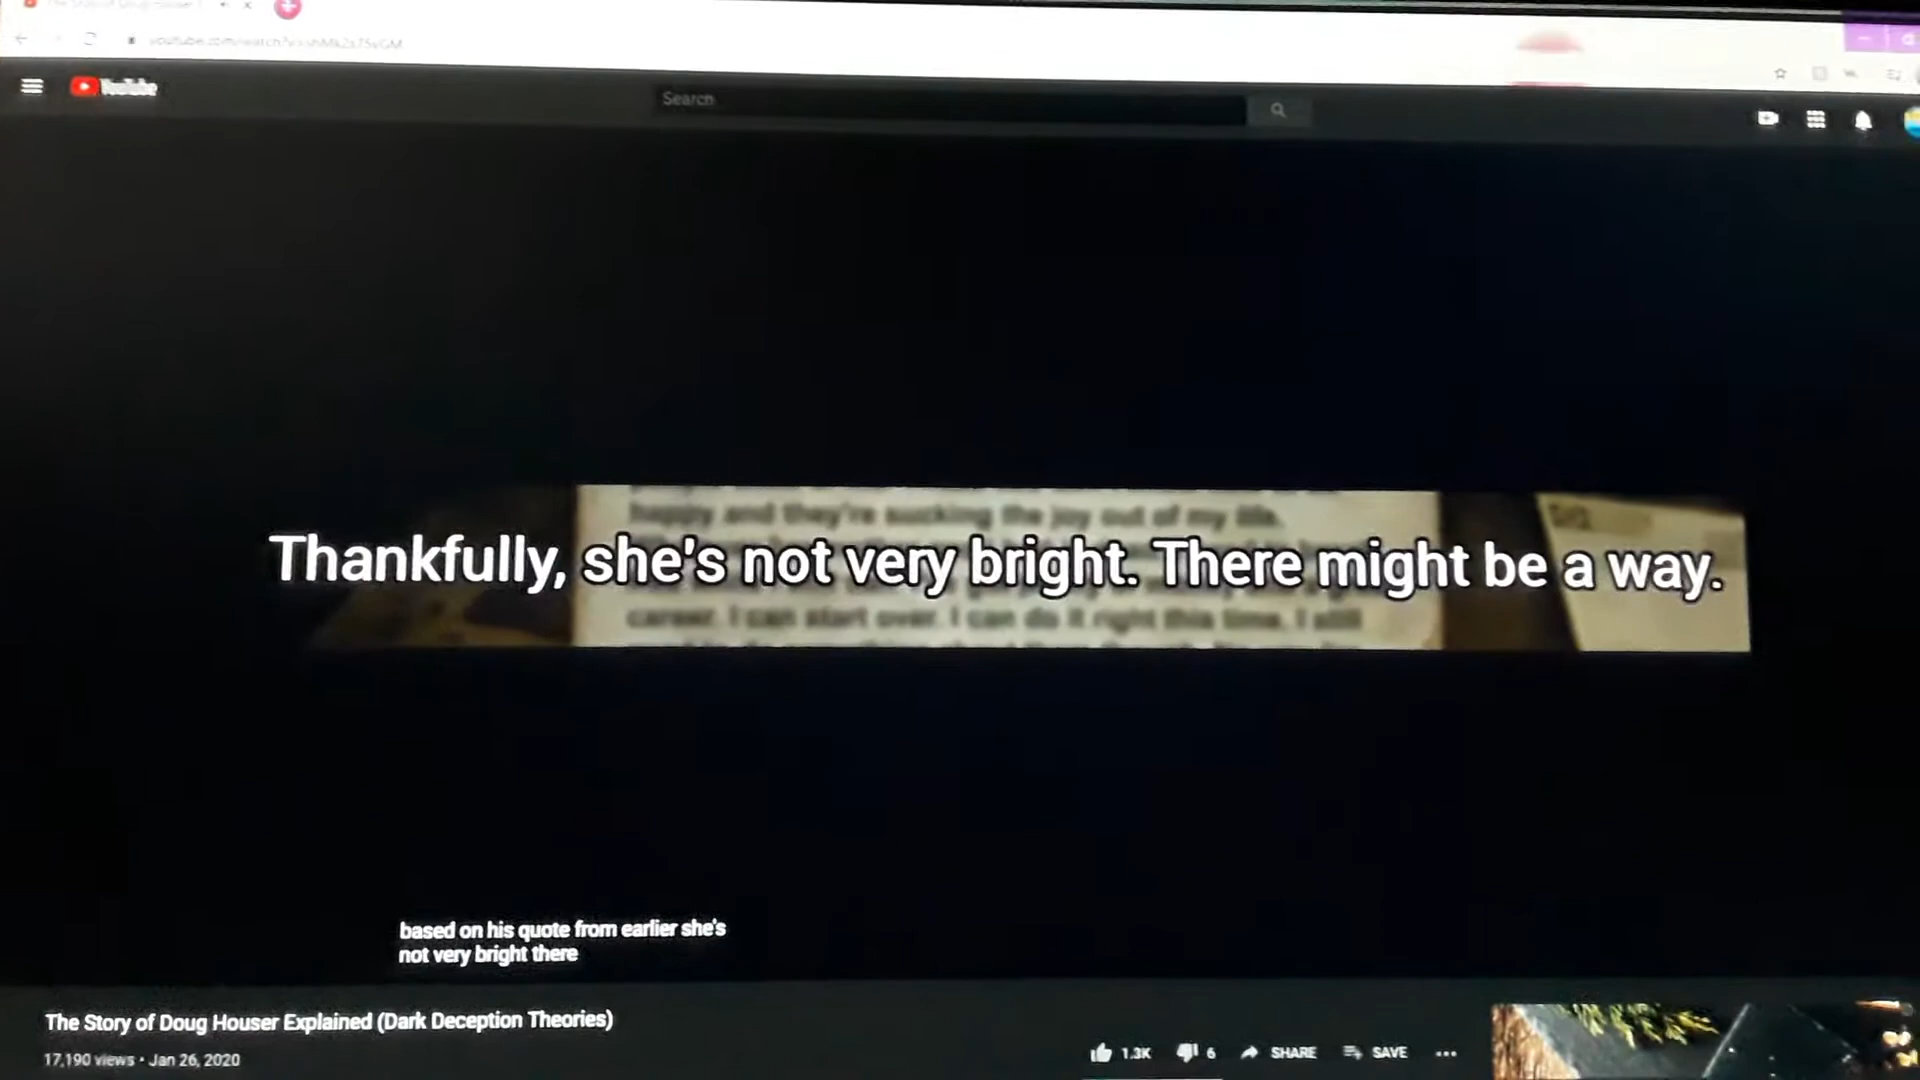 YouTube
Search
happy and they're sucking the joy out of my life.
Thankfully, she's not very bright. There might be a way.
career. I can start over. I can do it right this time. I still
based on his quote from earlier she's
not very bright there
The Story of Doug Houser Explained (Dark Deception Theories)
17,190 views • Jan 26, 2020
1.3K 6 SHARE SAVE